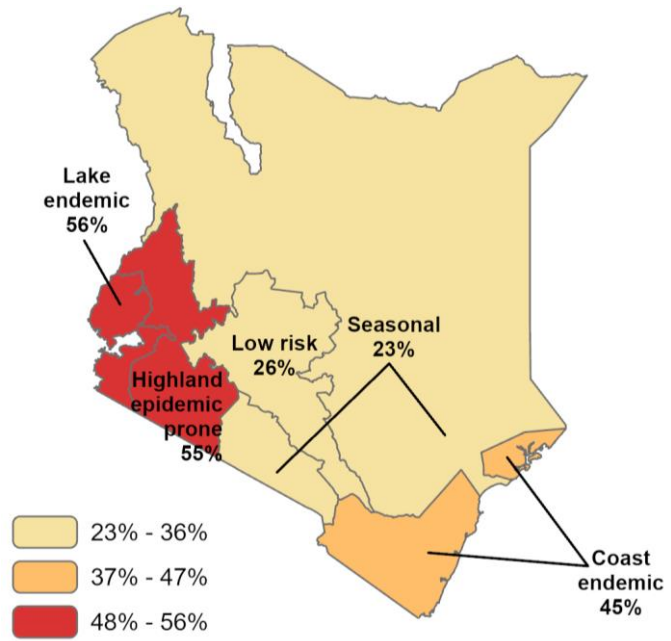 Lake
endemic
56%
Seasonal
23%
Low risk
26%
Highland
epidemic
prone
55%
23% - 36%
37% - 47%
48% - 56%
Coast
endemic
45%